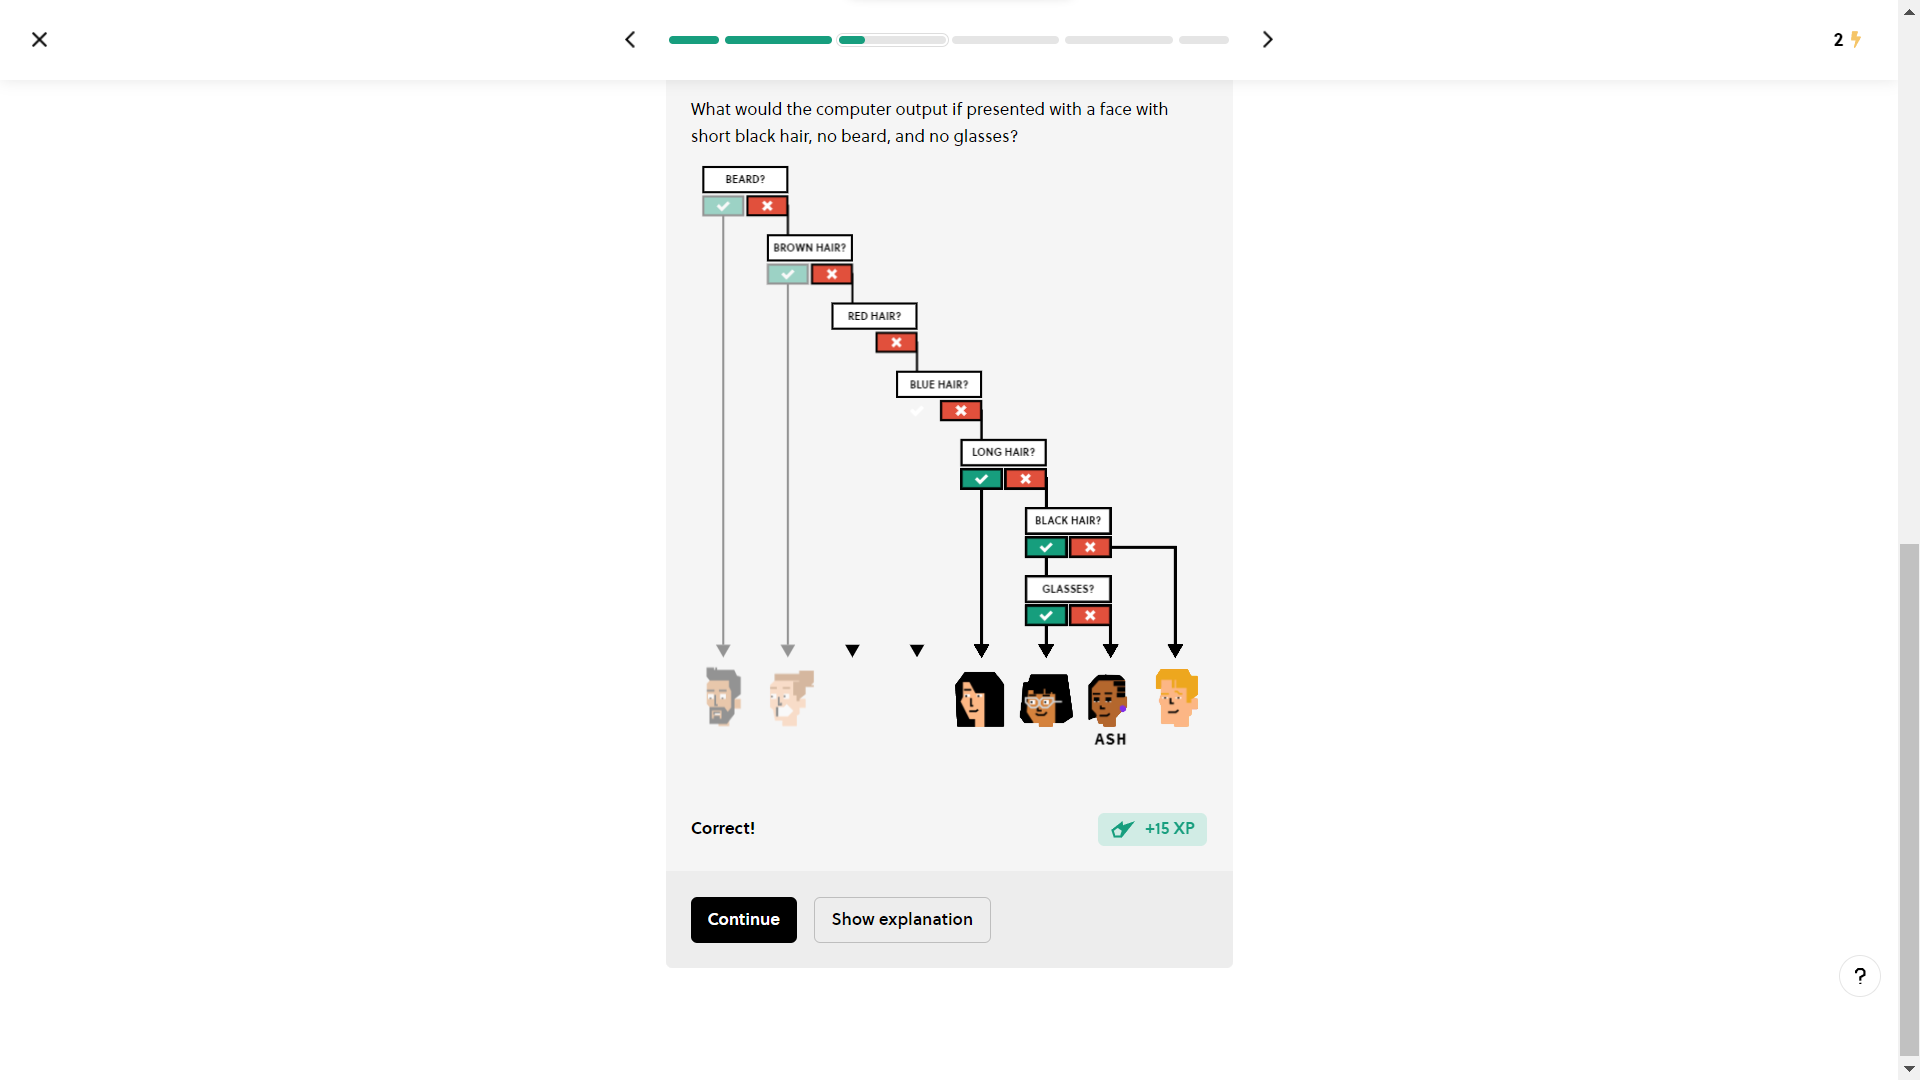 2
What would the computer output if presented with a face with
short black hair, no beard, and no glasses?
BEARD?
BROWN HAIR?
RED HAIR?
BLUE HAIR?
LONG HAIR?
BLACK HAIR?
GLASSES?
ASH
Correct!
+15 XP
Continue
Show explanation
?